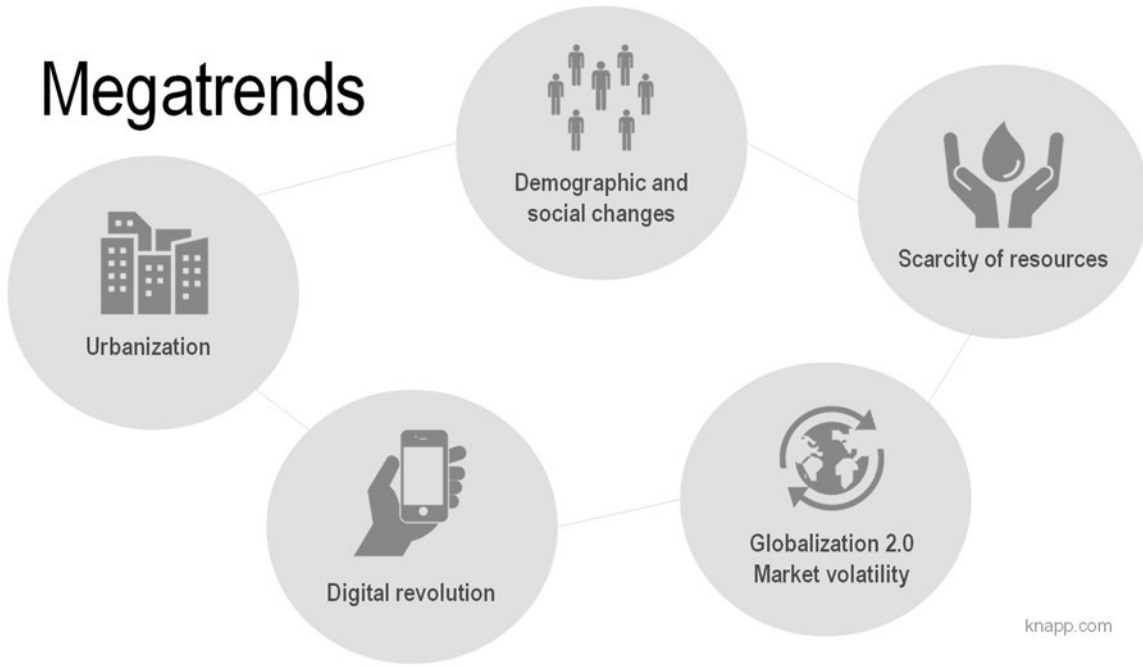 Megatrends
Demographic and
social changes
Scarcity of resources
Urbanization
Globalization 2.0
Market volatility
Digital revolution
knapp.com